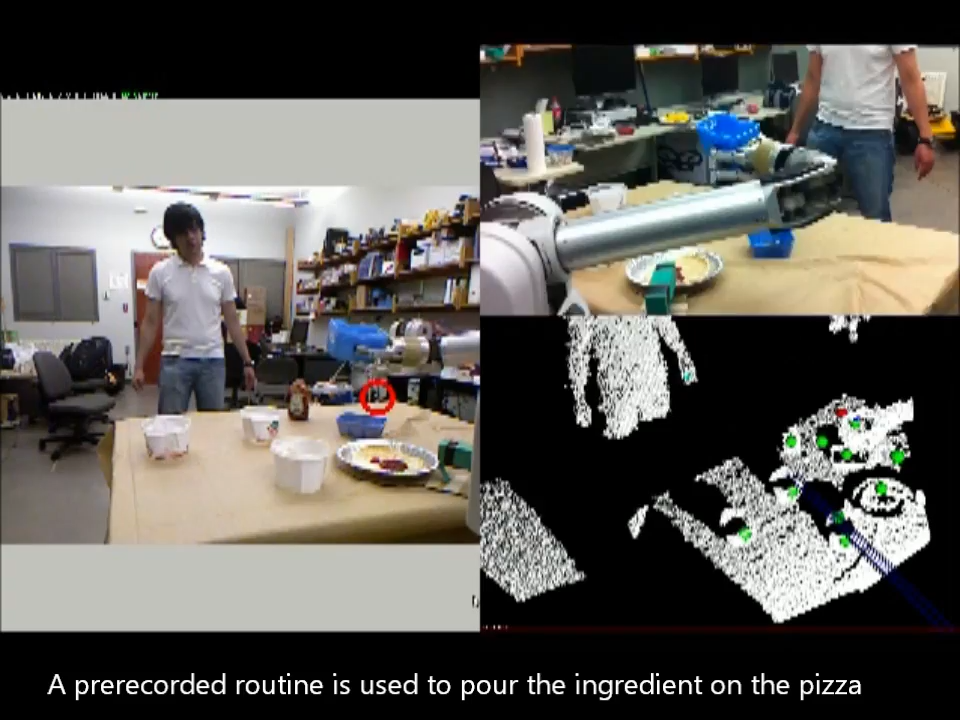 A prerecorded routine is used to pour the ingredient on the pizza